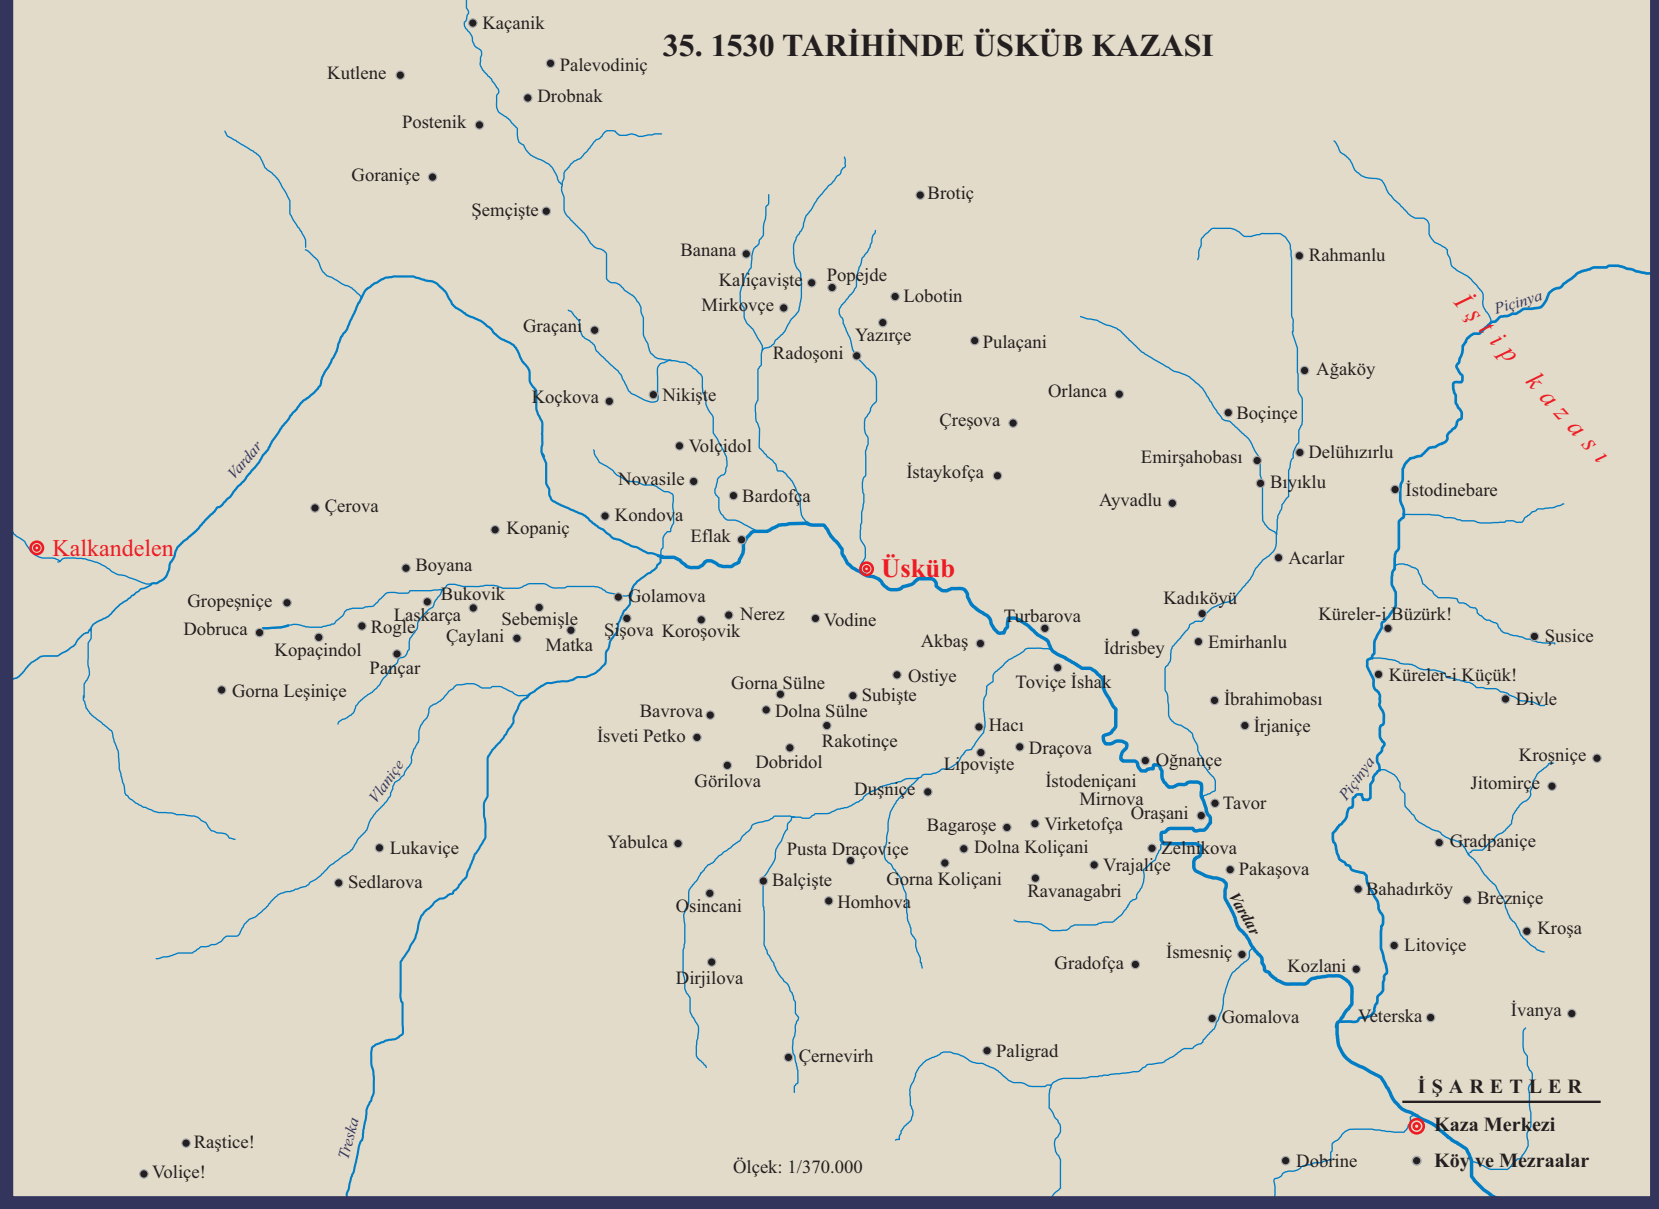 Kaçanik
35. 1530 TARİHİNDE ÜSKÜB KAZASI
Palevodiniç
Kutlene
Drobnak
Postenik
Goraniçe
Şemçişte
Brotiç
Banana
Rahmanlu
Kaliçavişte
Popejde
Lobotin
Mirkovçe
Piçinya
İştip kazası
Graçani
Yazırçe
Radoşoni
Pulaçani
Ağaköy
Koçkova
Nikişte
Orlanca
Boçinçe
Çreşova
Vardar
Volçidol
Delühızırlu
Emirşahobası
Novasile
İstaykofça
Bıyıklu
İstodinebare
Bardofça
Ayvadlu
Çerova
Kondova
Kopaniç
Eflak
Kalkandelen
Acarlar
Boyana
Üsküb
Gropeşniçe
Bukovik
Golamova
Kadıköyü
Laskarça
Sebemişle
Nerez
Vodine
Turbarova
Küreler-i Büzürk!
Dobruca
Rogle
Çaylani
Sişova
Koroşovik
Akbaş
İdrisbey
Emirhanlu
Şusice
Kopaçindol
Matka
Pançar
Ostiye
Toviçe İshak
Küreler-i Küçük!
Gorna Leşiniçe
Gorna Sülne
Subişte
İbrahimobası
Divle
Bavrova
Dolna Sülne
Hacı
İrjaniçe
İsveti Petko
Rakotinçe
Draçova
Dobridol
Lipovişte
Oğnançe
Kroşniçe
Vlaniçe
Görilova
İstodeniçani
Piçinya
Jitomirçe
Duşniçe
Mirnova
Tavor
Oraşani
Bagaroşe
Virketofça
Yabulca
Gradpaniçe
Lukaviçe
Pusta Draçoviçe
Dolna Koliçani
Zelnikova
Vrajaliçe
Pakaşova
Sedlarova
Balçişte
Gorna Koliçani
Ravanagabri
Bahadırköy
Osincani
Homhova
Brezniçe
Vardar
Kroşa
Litoviçe
İsmesniç
Gradofça
Kozlani
Dirjilova
İvanya
Gomalova
Veterska
Çernevirh
Paligrad
İŞARETLER
Kaza Merkezi
Raştice!
Treska
Voliçe!
Ölçek: 1/370.000
Dobrine
Köy ve Mezraalar